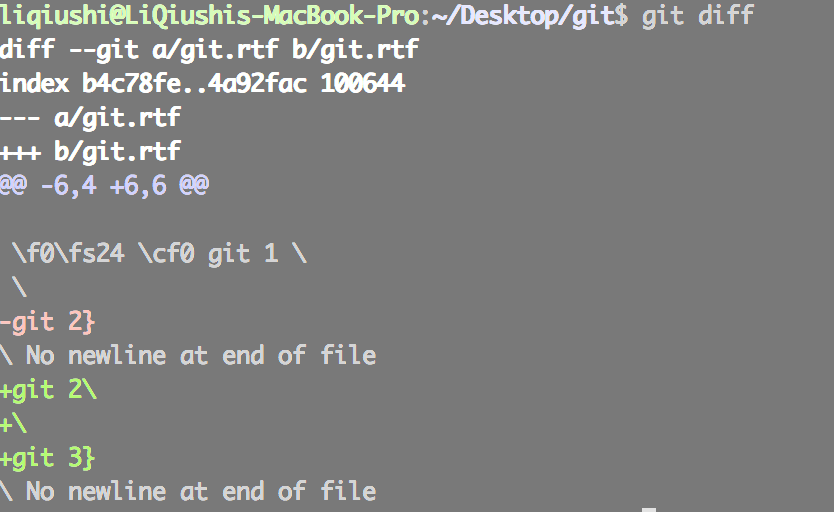 liqiushi@LiQiushis-MacBook-Pro:~/Desktop/git$ git diff
diff --git a/git.rtf b/git.rtf
index b4c78fe..4a92fac 100644
--- a/git.rtf
+++ b/git.rtf
@@ -6,4 +6,6 @@
\f0\fs24 \cf0 git 1 \
\
-git 2}
\ No newline at end of file
+git 2\
+\
+git 3}
\ No newline at end of file